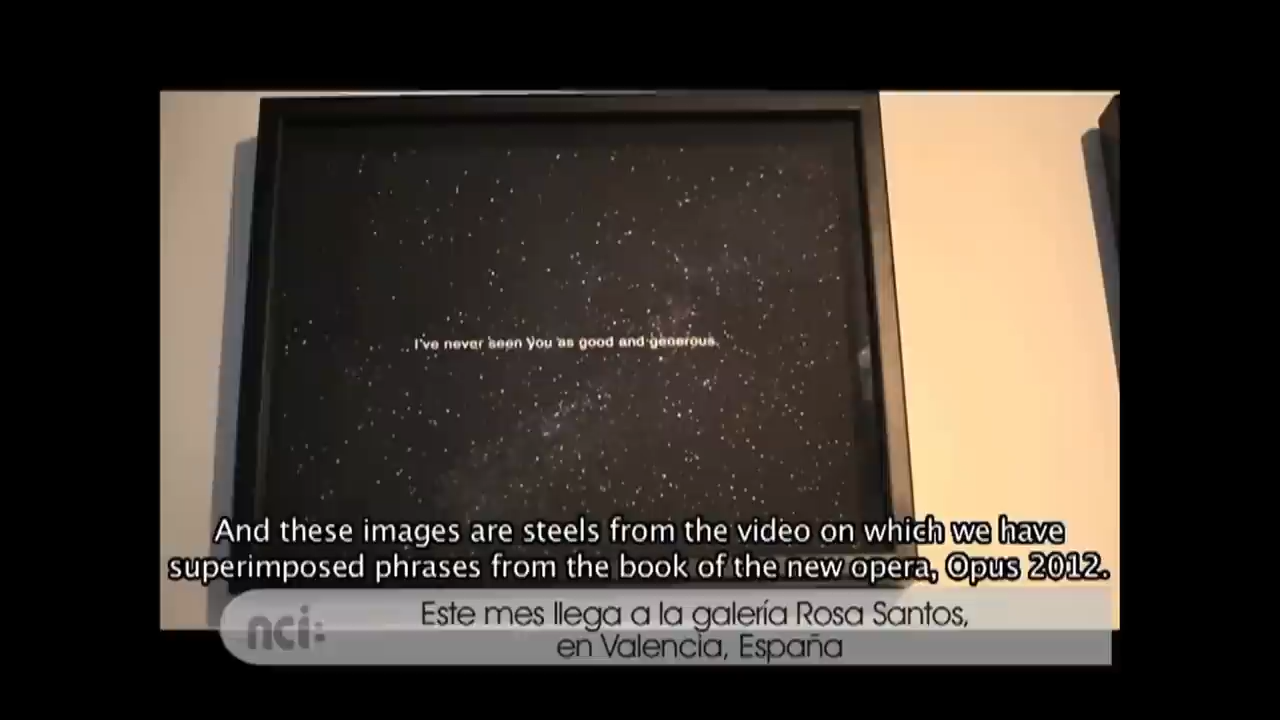 I've never seen you as good and generous.
And these images are steels from the video on which we have
superimposed phrases from the book of the new opera, Opus 2012.
nci:
Este mes llega a la galería Rosa Santos,
en Valencia, España